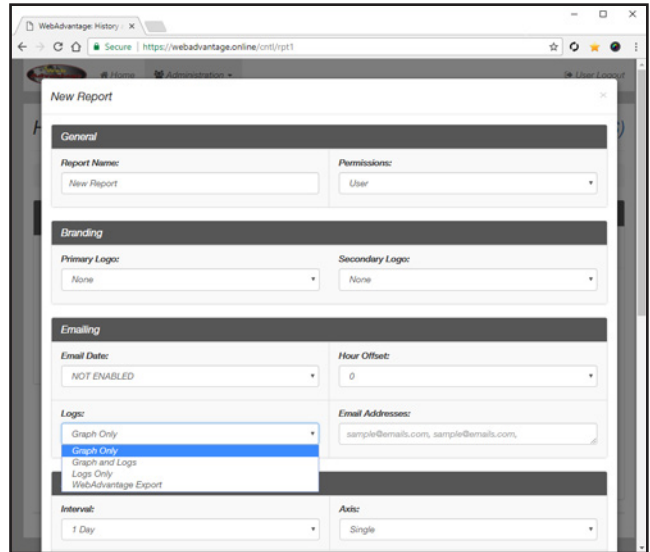 WebAdvantage: History /
Secure | https://webadvantage.online/cntl/rpt1
Home Administration User Logout
New Report
General
Report Name: Permissions:
New Report User
Branding
Primary Logo: Secondary Logo:
None None
Emailing
Email Date: Hour Offset:
NOT ENABLED 0
Logs: Email Addresses:
Graph Only sample@emails.com, sample@emails.com,
Graph Only
Graph and Logs
Logs Only
WebAdvantage Export
Interval: Axis:
1 Day Single